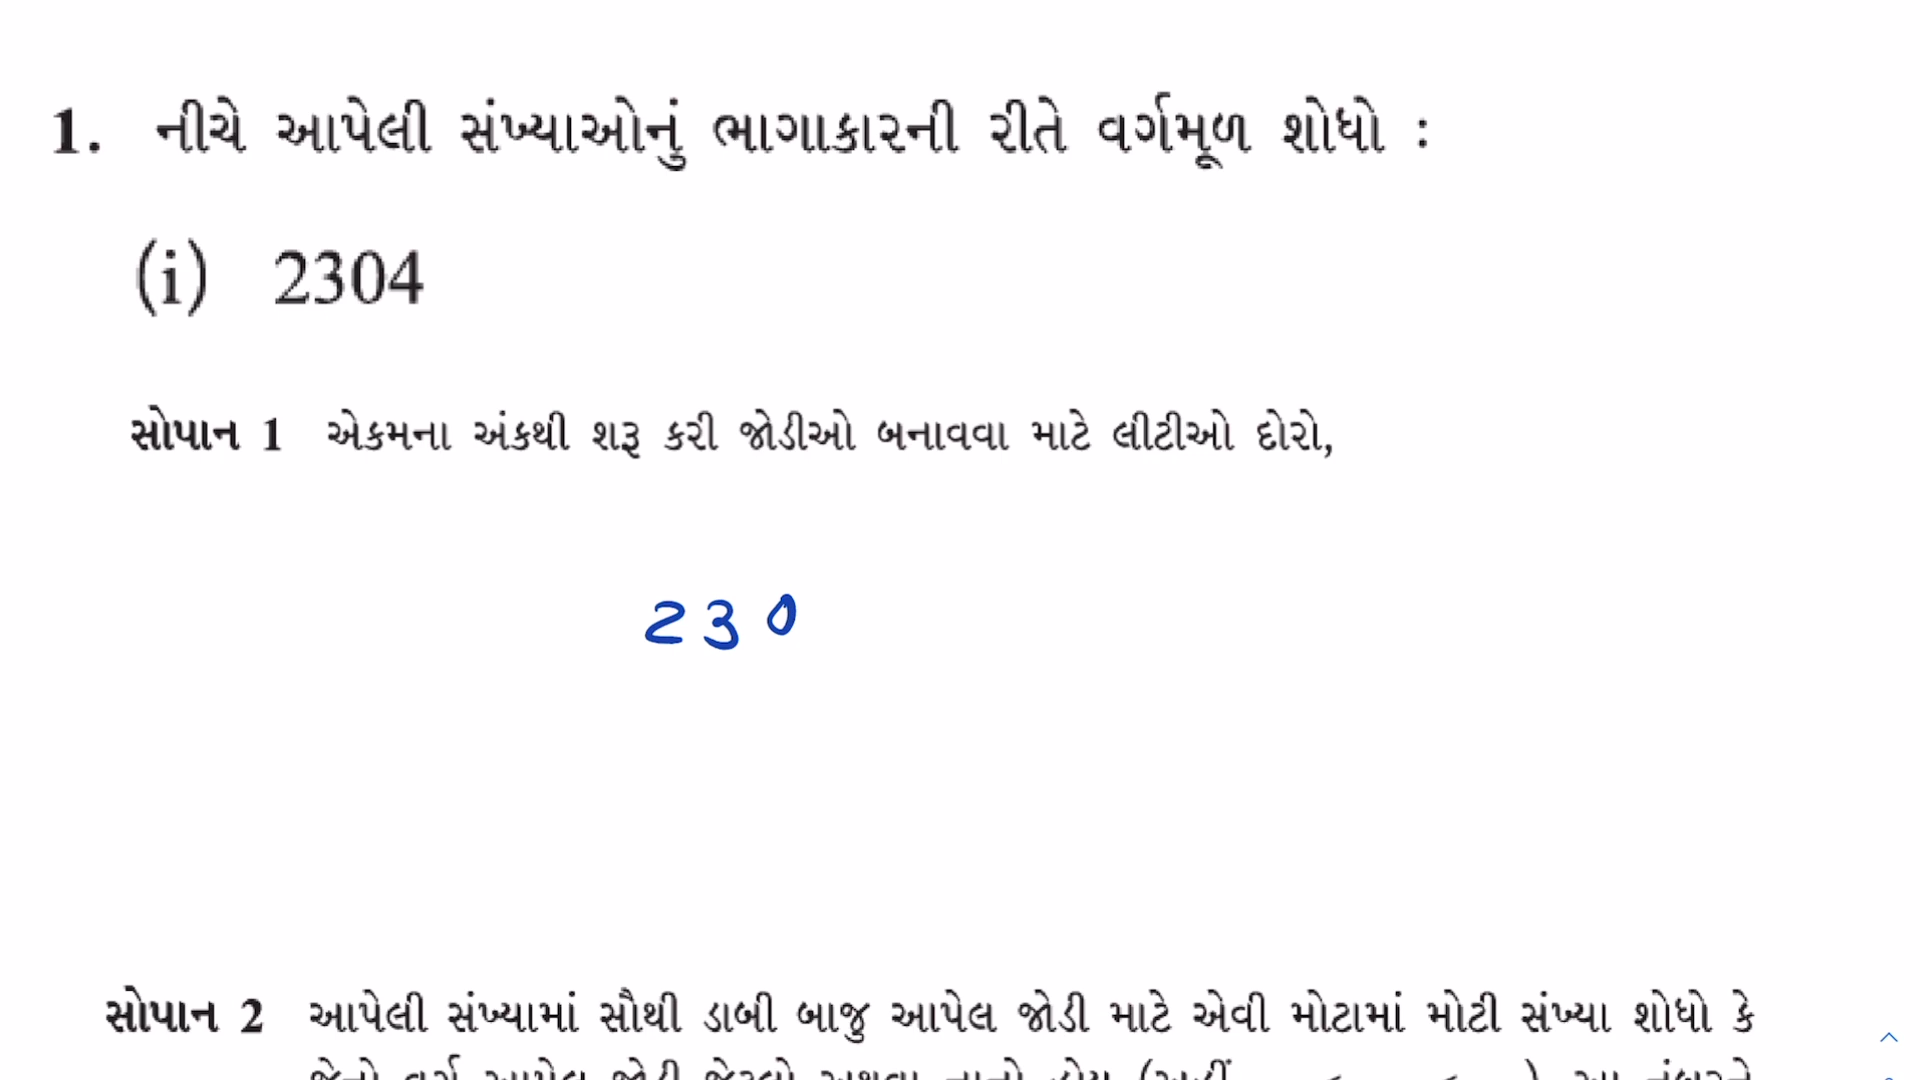 1. નીચે આપેલી સંખ્યાઓનું ભાગાકારની રીતે વર્ગમૂળ શોધો :
(i) 2304
સોપાન 1 એકમના અંકથી શરૂ કરી જોડીઓ બનાવવા માટે લીટીઓ દોરો,
230
સોપાન 2 આપેલી સંખ્યામાં સૌથી ડાબી બાજુ આપેલ જોડી માટે એવી મોટામાં મોટી સંખ્યા શોધો કે